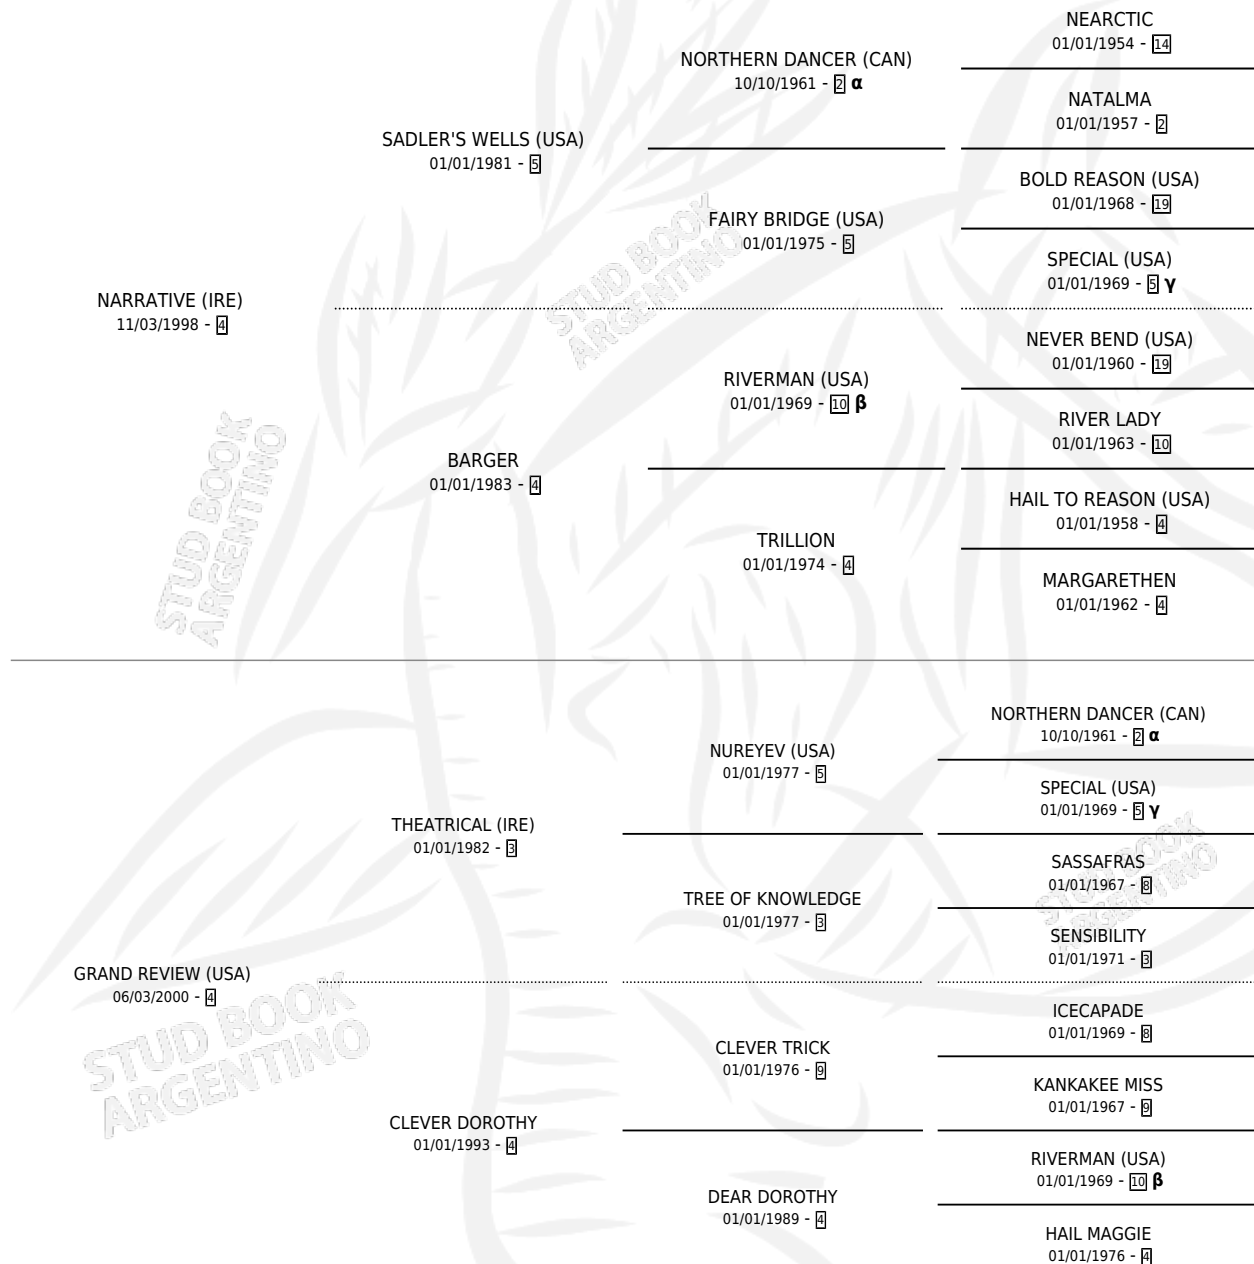 NEARCTIC
01/01/1954 - 14
NORTHERN DANCER (CAN)
10/10/1961 - 2 α
NATALMA
01/01/1957 - 2
SADLER'S WELLS (USA)
01/01/1981 - 5
BOLD REASON (USA)
01/01/1968 - 19
FAIRY BRIDGE (USA)
01/01/1975 - 5
SPECIAL (USA)
01/01/1969 - 5 γ
NARRATIVE (IRE)
11/03/1998 - 4
NEVER BEND (USA)
01/01/1960 - 19
RIVERMAN (USA)
01/01/1969 - 10 β
RIVER LADY
01/01/1963 - 10
BARGER
01/01/1983 - 4
HAIL TO REASON (USA)
01/01/1958 - 4
TRILLION
01/01/1974 - 4
MARGARETHEN
01/01/1962 - 4
NORTHERN DANCER (CAN)
10/10/1961 - 2 α
NUREYEV (USA)
01/01/1977 - 5
SPECIAL (USA)
01/01/1969 - 5 γ
THEATRICAL (IRE)
01/01/1982 - 3
SASSAFRAS
01/01/1967 - 8
TREE OF KNOWLEDGE
01/01/1977 - 3
SENSIBILITY
01/01/1971 - 3
GRAND REVIEW (USA)
06/03/2000 - 4
ICECAPADE
01/01/1969 - 8
CLEVER TRICK
01/01/1976 - 9
KANKAKEE MISS
01/01/1967 - 9
CLEVER DOROTHY
01/01/1993 - 4
RIVERMAN (USA)
01/01/1969 - 10 β
DEAR DOROTHY
01/01/1989 - 4
HAIL MAGGIE
01/01/1976 - 4
STUD BOOK
ARGENTINO
STUD BOOK
ARGENTINO
STUD BOOK
ARGENTINO
STUD BOOK
ARGENTINO